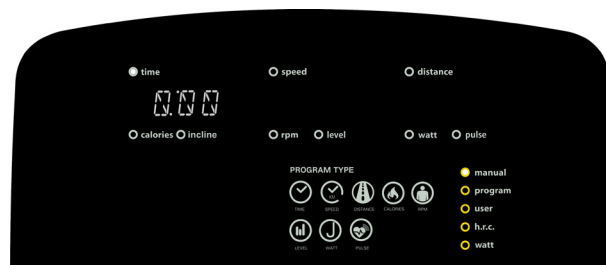 time speed distance
0:00
calories incline rpm level watt pulse
PROGRAM TYPE
manual
TIME SPEED DISTANCE CALORIES RPM
program
user
h.r.c.
LEVEL WATT PULSE
watt